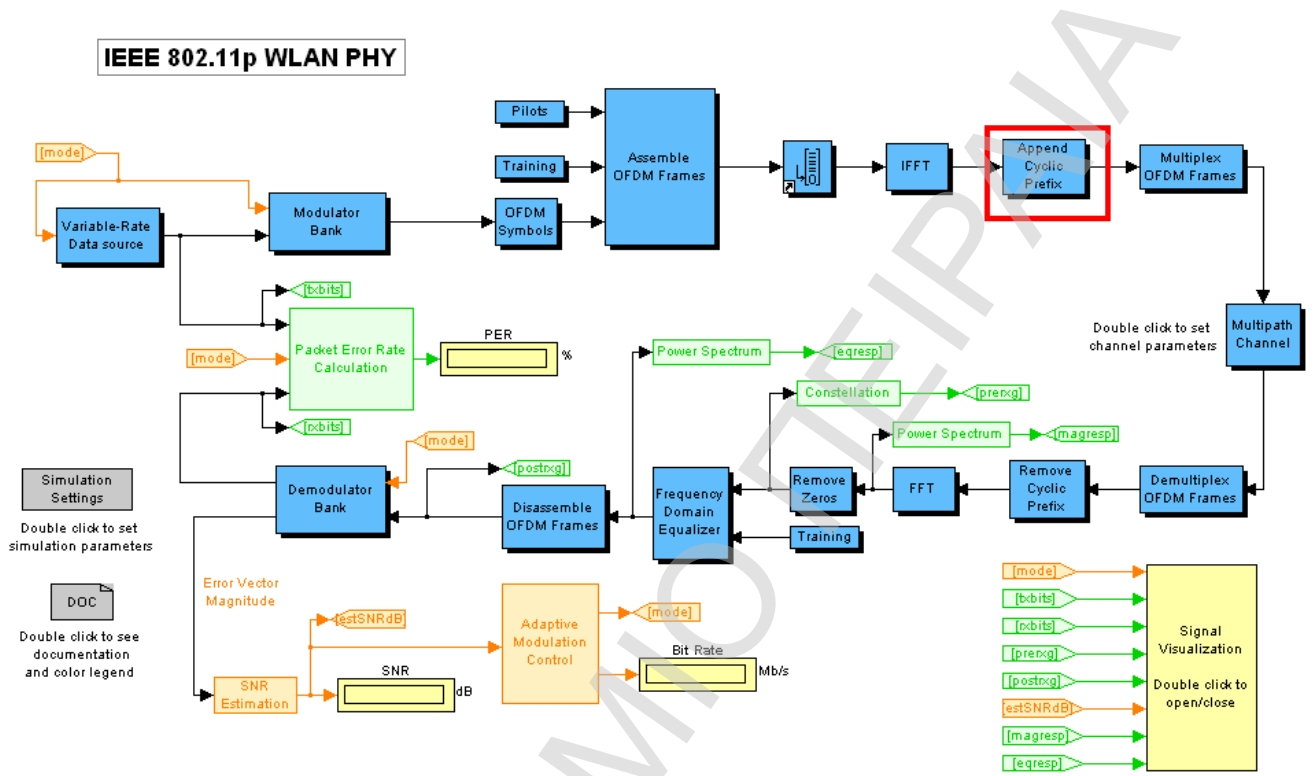 IEEE 802.11p WLAN PHY
Pilots
Training
OFDM
Symbols
Assemble
OFDM Frames
IFFT
Append
Cyclic
Prefix
Multiplex
OFDM Frames
[mode]
Variable-Rate
Data source
Modulator
Bank
[txbits]
[mode]
Packet Error Rate
Calculation
PER
%
[rxbits]
Power Spectrum
[eqresp]
Constellation
[prerxg]
Power Spectrum
[magresp]
Double click to set
channel parameters
Multipath
Channel
Simulation
Settings
Double click to set
simulation parameters
DOC
Double click to see
documentation
and color legend
[mode]
Demodulator
Bank
[postrxg]
Disassemble
OFDM Frames
Frequency
Domain
Equalizer
Remove
Zeros
Training
FFT
Remove
Cyclic
Prefix
Demultiplex
OFDM Frames
Error Vector
Magnitude
SNR
Estimation
[estSNRdB]
SNR
dB
Adaptive
Modulation
Control
[mode]
Bit Rate
Mb/s
[mode]
[txbits]
[rxbits]
[prerxg]
[postrxg]
[estSNRdB]
[magresp]
[eqresp]
Signal
Visualization
Double click to
open/close
ΜΙΟ ΠΕΙΡΑΙΑ